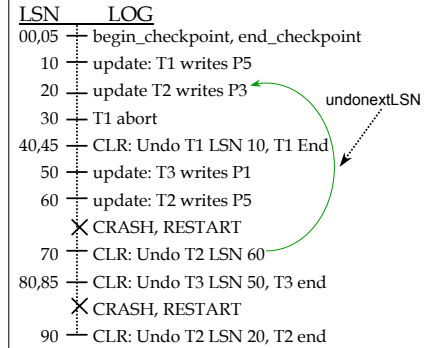 LSN LOG
00,05 begin_checkpoint, end_checkpoint
10 update: T1 writes P5
20 update T2 writes P3
undonextLSN
30 T1 abort
40,45 CLR: Undo T1 LSN 10, T1 End
50 update: T3 writes P1
60 update: T2 writes P5
CRASH, RESTART
70 CLR: Undo T2 LSN 60
80,85 CLR: Undo T3 LSN 50, T3 end
CRASH, RESTART
90 CLR: Undo T2 LSN 20, T2 end